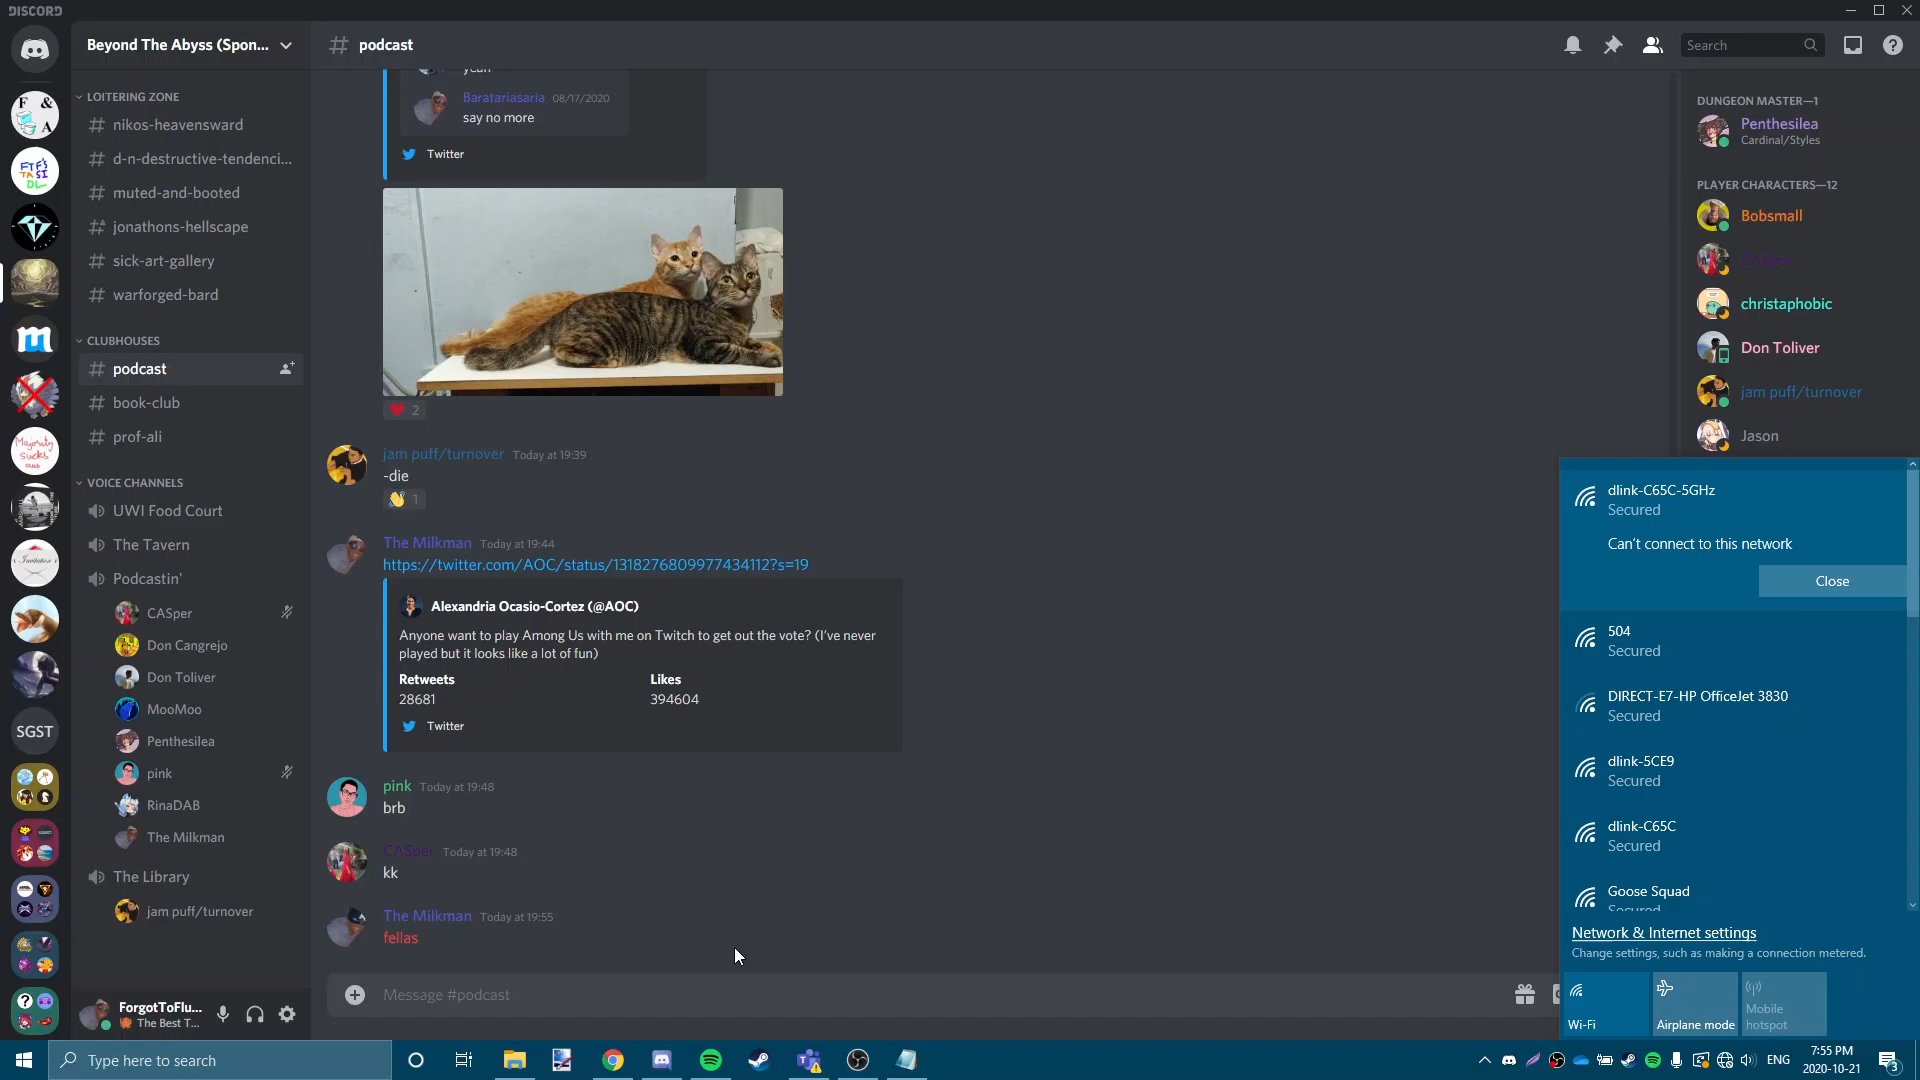 DISCORD
Beyond The Abyss (Spon...
podcast
Search
LOITERING ZONE
nikos-heavensward
d-n-destructive-tendenci...
muted-and-booted
jonathons-hellscape
sick-art-gallery
warforged-bard
CLUBHOUSES
podcast
book-club
prof-ali
VOICE CHANNELS
UWI Food Court
The Tavern
Podcastin'
CASper
Don Cangrejo
Don Toliver
MooMoo
Penthesilea
pink
RinaDAB
The Milkman
The Library
jam puff/turnover
ForgotToFlu...
The Best T...
F &
A
FTF'S
TA SI
DL
Majority
sucks
ass
Invitation
SGST
yeah
Baratariasaria 08/17/2020
say no more
Twitter
2
jam puff/turnover Today at 19:39
-die
1
The Milkman Today at 19:44
https://twitter.com/AOC/status/1318276809977434112?s=19
Alexandria Ocasio-Cortez (@AOC)
Anyone want to play Among Us with me on Twitch to get out the vote? (I've never
played but it looks like a lot of fun)
Retweets Likes
28681 394604
Twitter
pink Today at 19:48
brb
CASper Today at 19:48
kk
The Milkman Today at 19:55
fellas
Message #podcast
DUNGEON MASTER—1
Penthesilea
Cardinal/Styles
PLAYER CHARACTERS—12
Bobsmall
CASper
christaphobic
Don Toliver
jam puff/turnover
Jason
dlink-C65C-5GHz
Secured
Can't connect to this network
Close
504
Secured
DIRECT-E7-HP OfficeJet 3830
Secured
dlink-5CE9
Secured
dlink-C65C
Secured
Goose Squad
Secured
Network & Internet settings
Change settings, such as making a connection metered.
Wi-Fi
Airplane mode
Mobile
hotspot
Type here to search
ENG
7:55 PM
2020-10-21
3